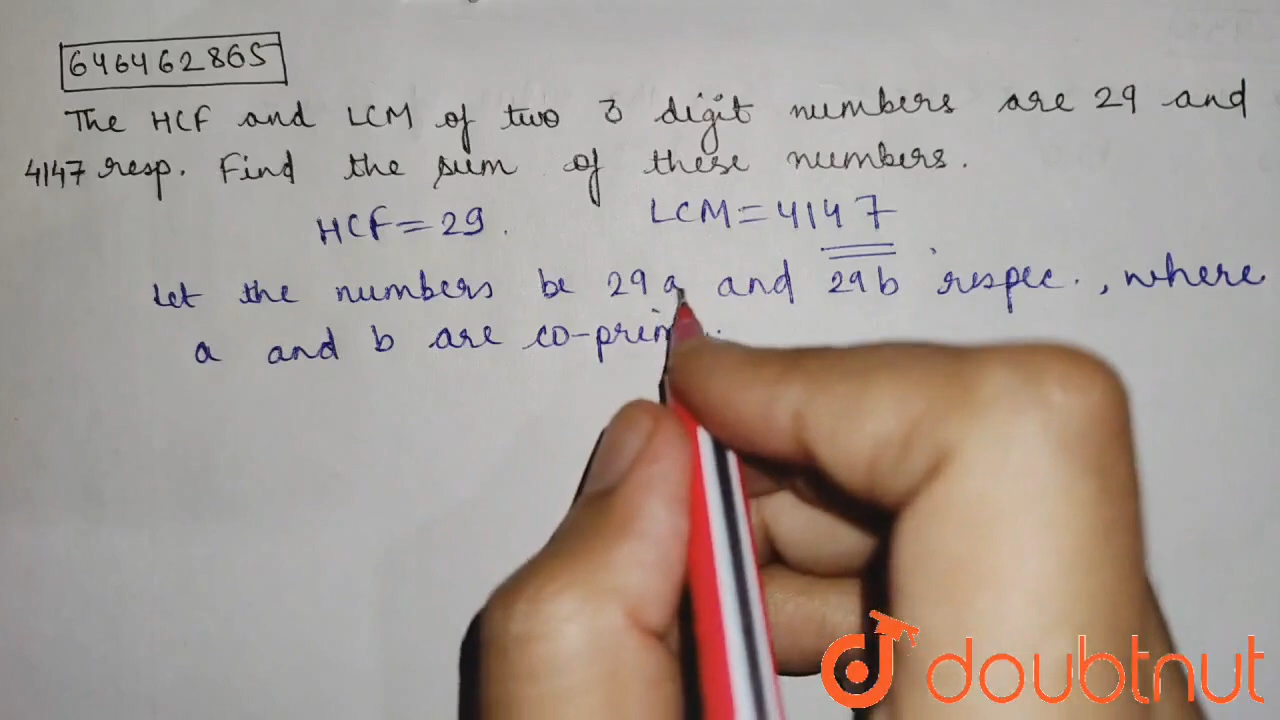 646462865
The HCF and LCM of two 3 digit numbers are 29 and
4147 resp. Find the sum of these numbers.
HCF = 29. LCM = 4147
Let the numbers be 29a and 29b respec., where
a and b are co-prim
doubtnut